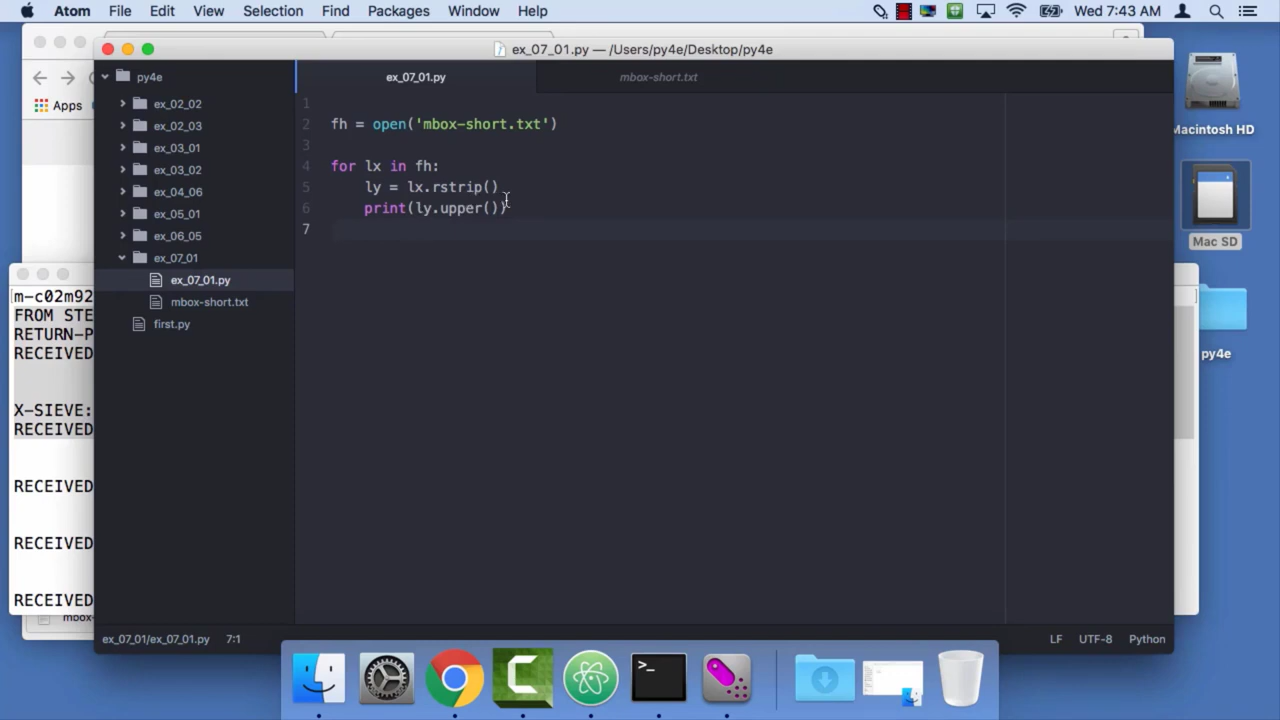 Atom File Edit View Selection Find Packages Window Help Wed 7:43 AM
ex_07_01.py — /Users/py4e/Desktop/py4e
Apps
py4e
ex_02_02
ex_02_03
ex_03_01
ex_03_02
ex_04_06
ex_05_01
ex_06_05
ex_07_01
ex_07_01.py
mbox-short.txt
first.py
ex_07_01.py mbox-short.txt
1
2 fh = open('mbox-short.txt')
3
4 for lx in fh:
5 ly = lx.rstrip()
6 print(ly.upper())
7
[m-c02m92
FROM STE
RETURN-P
RECEIVED
X-SIEVE:
RECEIVED
RECEIVED
RECEIVED
RECEIVED
mbox-
ex_07_01/ex_07_01.py 7:1 LF UTF-8 Python
Macintosh HD
Mac SD
py4e
>_